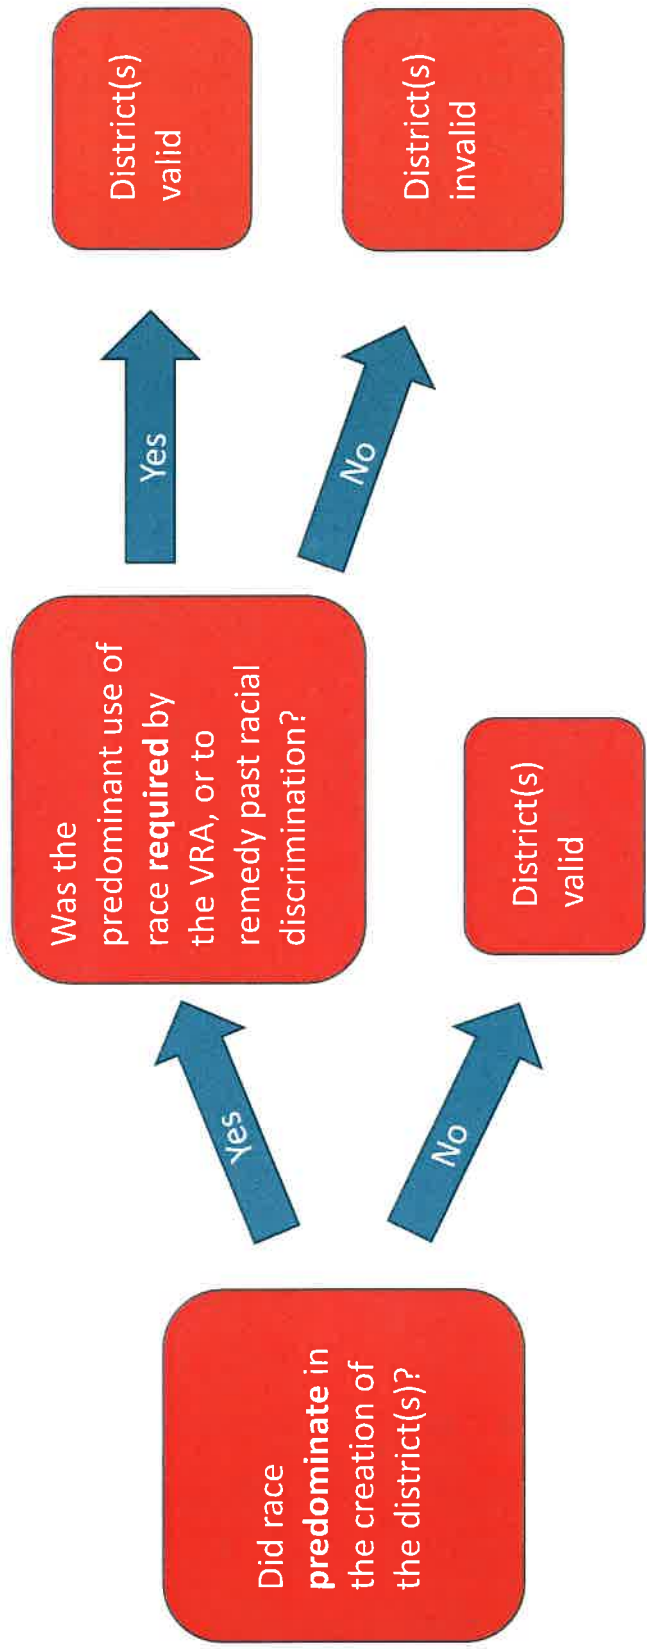 Did race
predominate in
the creation of
the district(s)?
Yes
No
Was the
predominant use of
race required by
the VRA, or to
remedy past racial
discrimination?
District(s)
valid
Yes
No
District(s)
valid
District(s)
invalid